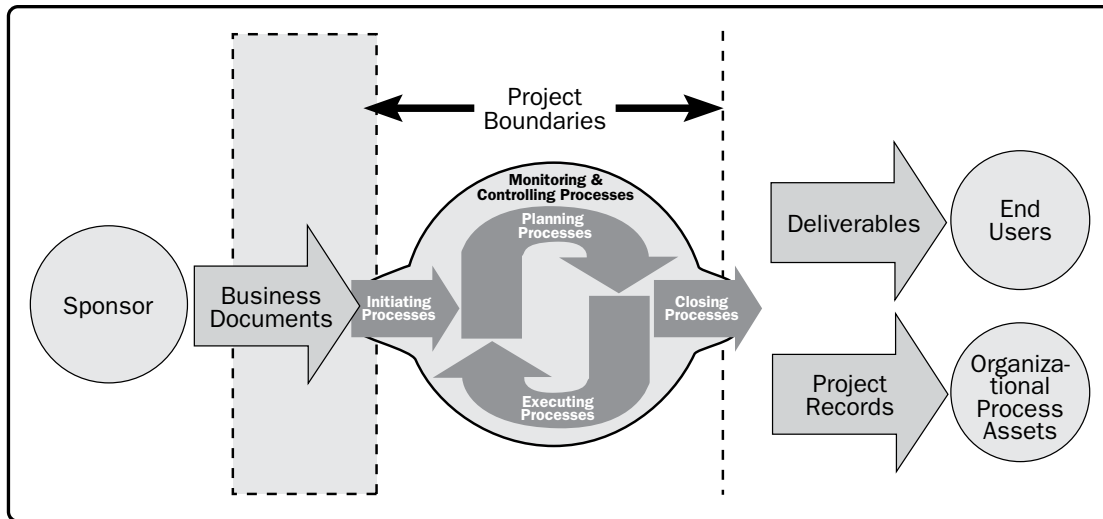 Project
Boundaries
Monitoring &
Controlling Processes
Planning
Processes
Sponsor
Business
Documents
Initiating
Processes
Closing
Processes
Executing
Processes
Deliverables
End
Users
Project
Records
Organiza-
tional
Process
Assets